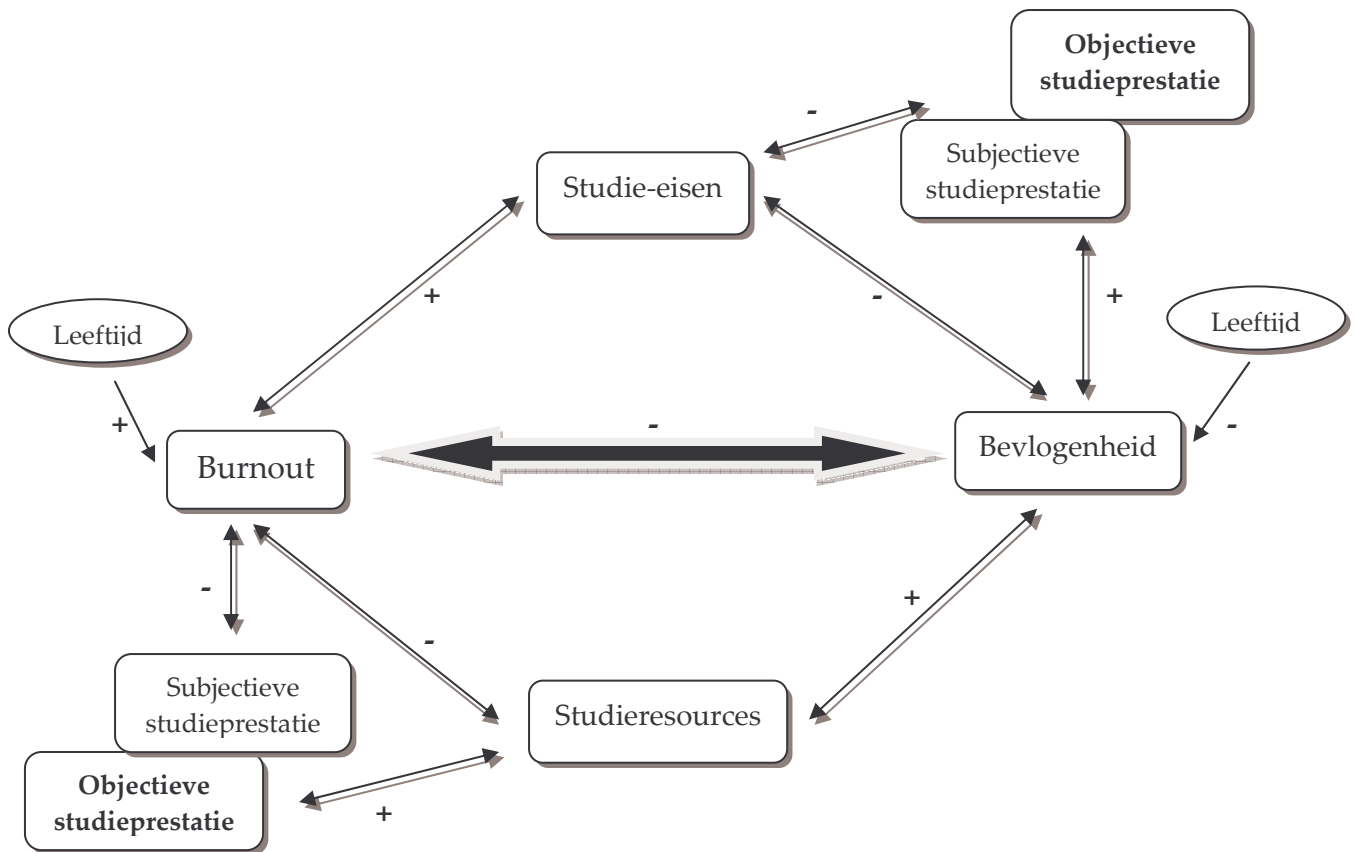 Objectieve
studieprestatie
-
Subjectieve
studieprestatie
Studie-eisen
+
-
+
Leeftijd
Leeftijd
+
-
-
Burnout
Bevlogenheid
-
-
+
Subjectieve
studieprestatie
Studieresources
Objectieve
studieprestatie
+